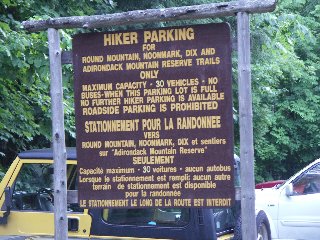 HIKER PARKING
FOR
ROUND MOUNTAIN, NOONMARK, DIX AND
ADIRONDACK MOUNTAIN RESERVE TRAILS
ONLY
MAXIMUM CAPACITY - 30 VEHICLES - NO
BUSES-WHEN THIS PARKING LOT IS FULL
NO FURTHER HIKER PARKING IS AVAILABLE
ROADSIDE PARKING IS PROHIBITED
STATIONNEMENT POUR LA RANDONNÉE
VERS
ROUND MOUNTAIN, NOONMARK, DIX et sentiers
sur "Adirondack Mountain Reserve"
SEULEMENT
Capacité maximum - 30 voitures - aucun autobus
Lorsque le stationnement est remplir, aucun autre
terrain de stationnement est disponible
pour la randonnée
LE STATIONNEMENT LE LONG DE LA ROUTE EST INTERDIT